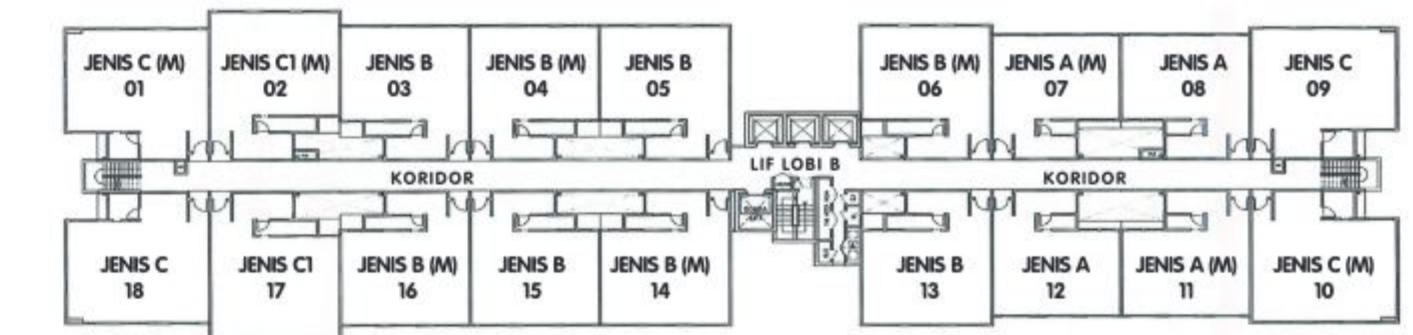 JENIS C (M)
01
JENIS C1 (M)
02
JENIS B
03
JENIS B (M)
04
JENIS B
05
JENIS B (M)
06
JENIS A (M)
07
JENIS A
08
JENIS C
09
LIF LOBI B
KORIDOR
KORIDOR
JENIS C
18
JENIS C1
17
JENIS B (M)
16
JENIS B
15
JENIS B (M)
14
JENIS B
13
JENIS A
12
JENIS A (M)
11
JENIS C (M)
10